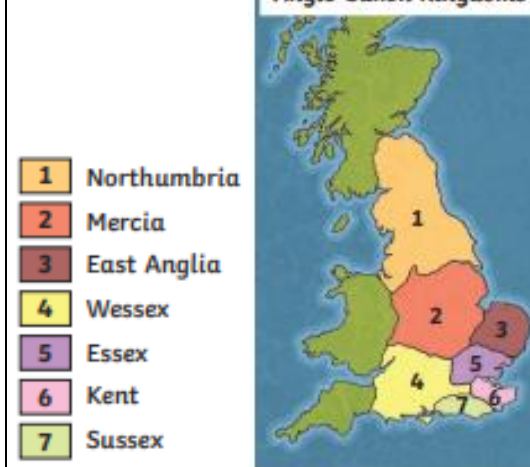 Anglo-Saxon Kingdoms
1 Northumbria
2 Mercia
3 East Anglia
4 Wessex
5 Essex
6 Kent
7 Sussex
1
2
3
4
5
6
7